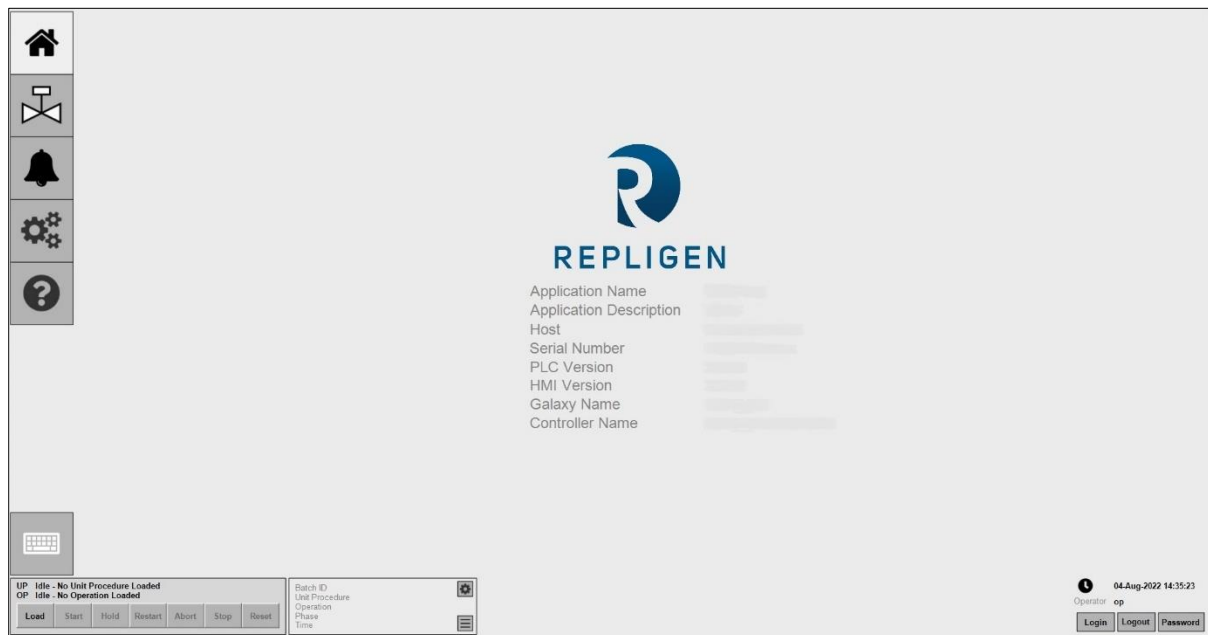 REPLIGEN
Application Name
Application Description
Host
Serial Number
PLC Version
HMI Version
Galaxy Name
Controller Name
UP Idle - No Unit Procedure Loaded
OP Idle - No Operation Loaded
Load Start Hold Restart Abort Stop Reset
Batch ID
Unit Procedure
Operation
Phase
Time
04-Aug-2022 14:35:23
Operator op
Login Logout Password